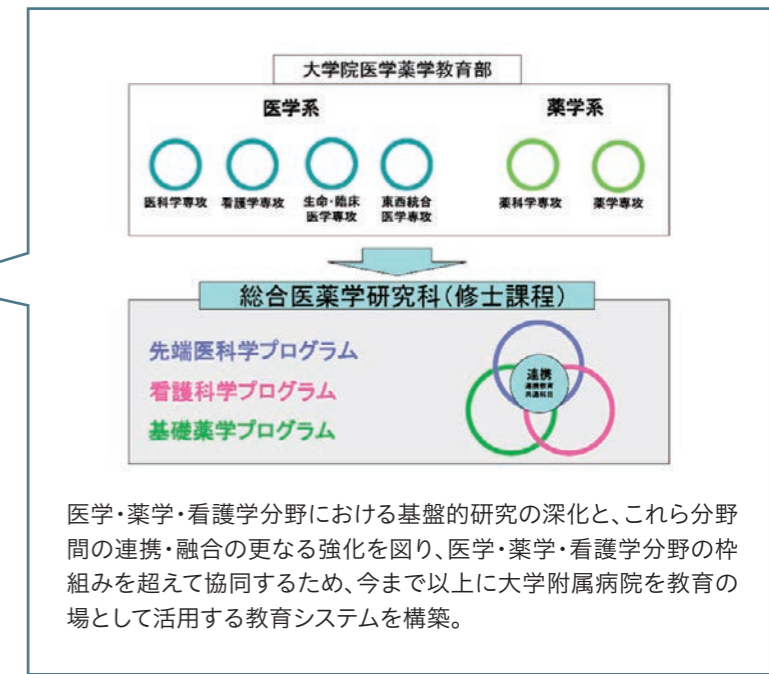 大学院医学薬学教育部
医学系
薬学系
医科学専攻
看護学専攻
生命・臨床
医学専攻
東西統合
医学専攻
薬科学専攻
薬学専攻
総合医薬学研究科(修士課程)
先端医科学プログラム
看護科学プログラム
基礎薬学プログラム
連携
連携教育
共通科目
医学・薬学・看護学分野における基盤的研究の深化と、これら分野
間の連携・融合の更なる強化を図り、医学・薬学・看護学分野の枠
組みを超えて協同するため、今まで以上に大学附属病院を教育の
場として活用する教育システムを構築。